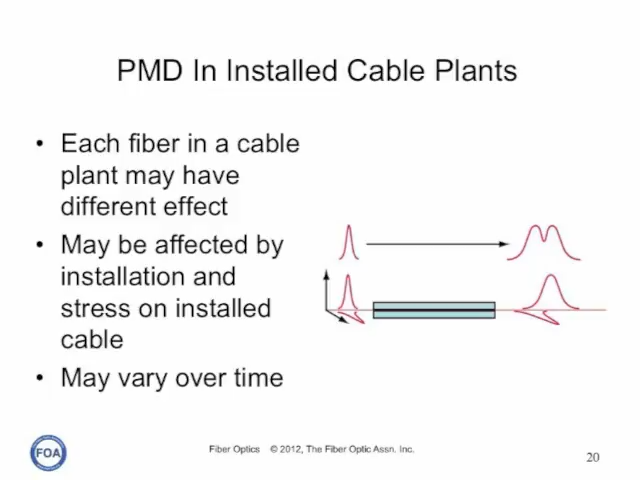 PMD In Installed Cable Plants
• Each fiber in a cable
plant may have
different effect
• May be affected by
installation and
stress on installed
cable
• May vary over time
FOA
Fiber Optics © 2012, The Fiber Optic Assn. Inc.
20